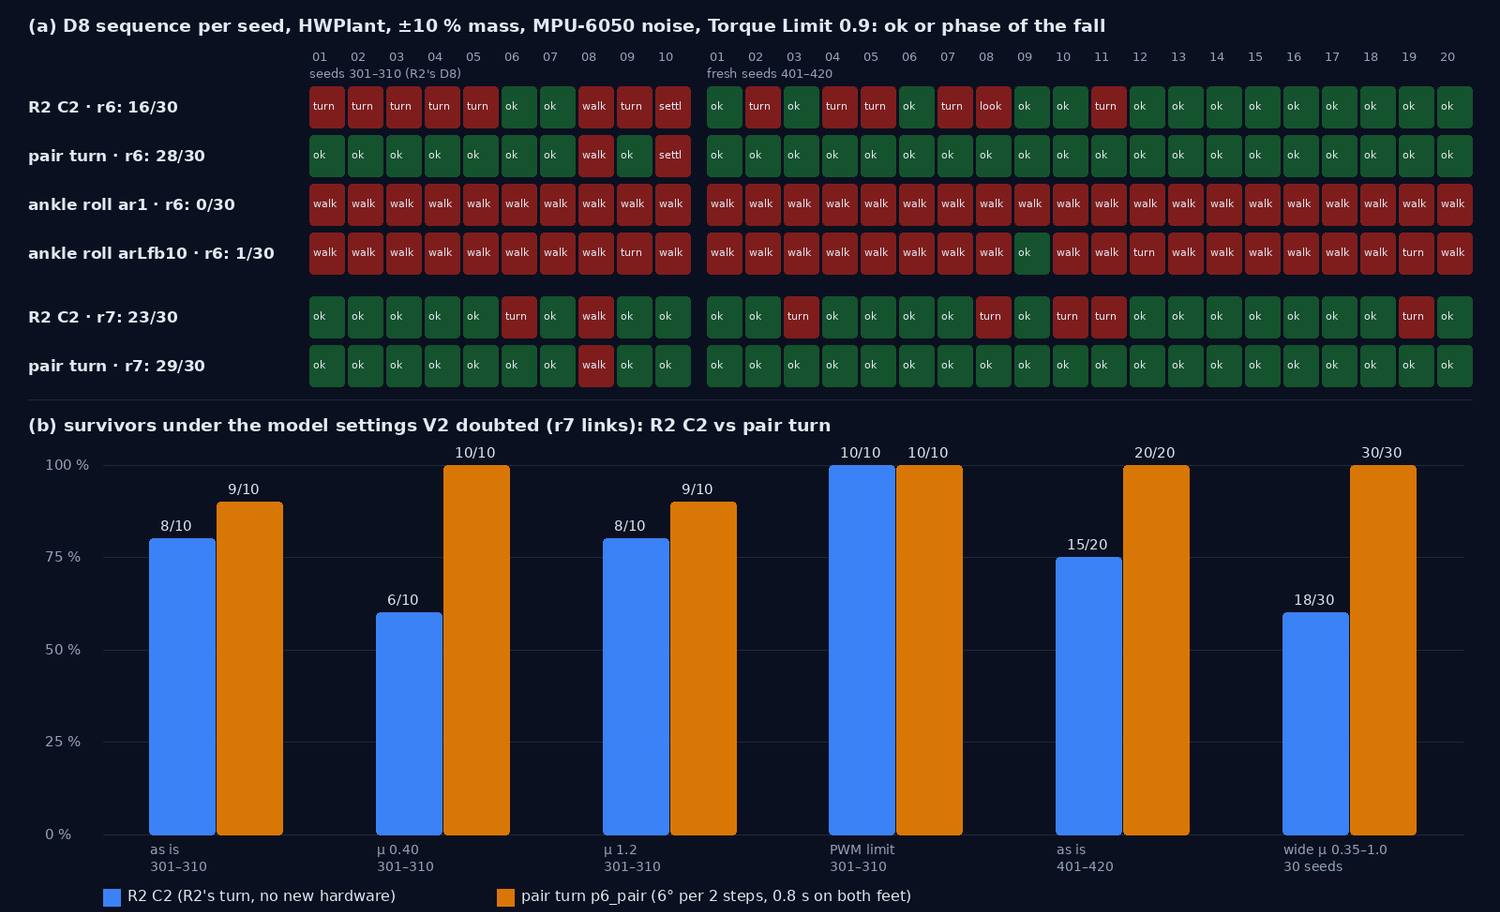 (a) D8 sequence per seed, HWPlant, ±10 % mass, MPU-6050 noise, Torque Limit 0.9: ok or phase of the fall
01 02 03 04 05 06 07 08 09 10 01 02 03 04 05 06 07 08 09 10 11 12 13 14 15 16 17 18 19 20
seeds 301–310 (R2's D8) fresh seeds 401–420
R2 C2 · r6: 16/30 turn turn turn turn turn ok ok walk turn settl ok turn ok turn turn ok turn look ok ok turn ok ok ok ok ok ok ok ok ok
pair turn · r6: 28/30 ok ok ok ok ok ok ok walk ok settl ok ok ok ok ok ok ok ok ok ok ok ok ok ok ok ok ok ok ok ok
ankle roll ar1 · r6: 0/30 walk walk walk walk walk walk walk walk walk walk walk walk walk walk walk walk walk walk walk walk walk walk walk walk walk walk walk walk walk walk
ankle roll arLfb10 · r6: 1/30 walk walk walk walk walk walk walk walk turn walk walk walk walk walk walk walk walk walk ok walk walk turn walk walk walk walk walk walk turn walk
R2 C2 · r7: 23/30 ok ok ok ok ok turn ok walk ok ok ok ok turn ok ok ok ok turn ok turn turn ok ok ok ok ok ok ok turn ok
pair turn · r7: 29/30 ok ok ok ok ok ok ok walk ok ok ok ok ok ok ok ok ok ok ok ok ok ok ok ok ok ok ok ok ok ok
(b) survivors under the model settings V2 doubted (r7 links): R2 C2 vs pair turn
10/10 10/10 10/10 20/20 30/30
100 %
9/10 9/10
8/10 8/10
15/20
75 %
6/10 18/30
50 %
25 %
0 %
as is μ 0.40 μ 1.2 PWM limit as is wide μ 0.35–1.0
301–310 301–310 301–310 301–310 401–420 30 seeds
R2 C2 (R2's turn, no new hardware) pair turn p6_pair (6° per 2 steps, 0.8 s on both feet)